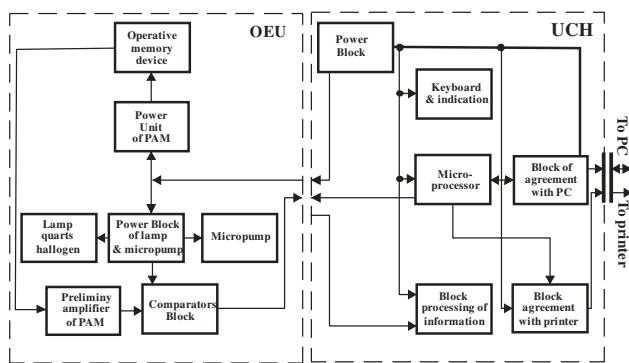 OEU
Operative
memory
device
Power
Unit
of PAM
Lamp
quarts
hallogen
Power Block
of lamp
& micropump
Micropump
Preliminy
amplifier
of PAM
Comparators
Block
UCH
Power
Block
Keyboard
& indication
Micro-
processor
Block of
agreement
with PC
Block
processing of
information
Block
agreement
with printer
To PC
To printer